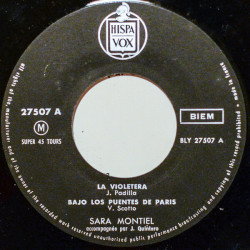 HISPA
VOX
27507 A
BIEM
M
SUPER 45 TOURS
BLY 27507 A
LA VIOLETERA
J. Padilla
BAJO LOS PUENTES DE PARIS
V. Scotto
SARA MONTIEL
accompagnée par J. Quintero